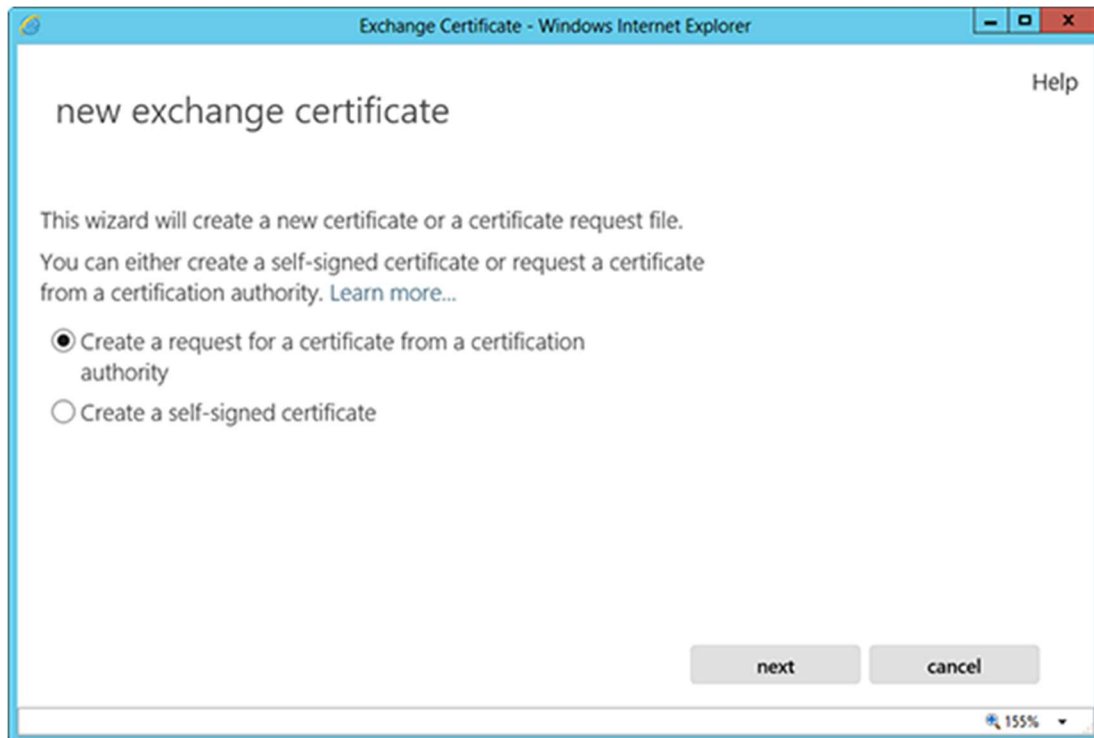 Exchange Certificate - Windows Internet Explorer
Help
new exchange certificate
This wizard will create a new certificate or a certificate request file.
You can either create a self-signed certificate or request a certificate
from a certification authority. Learn more...
Create a request for a certificate from a certification
authority
Create a self-signed certificate
next cancel
155%